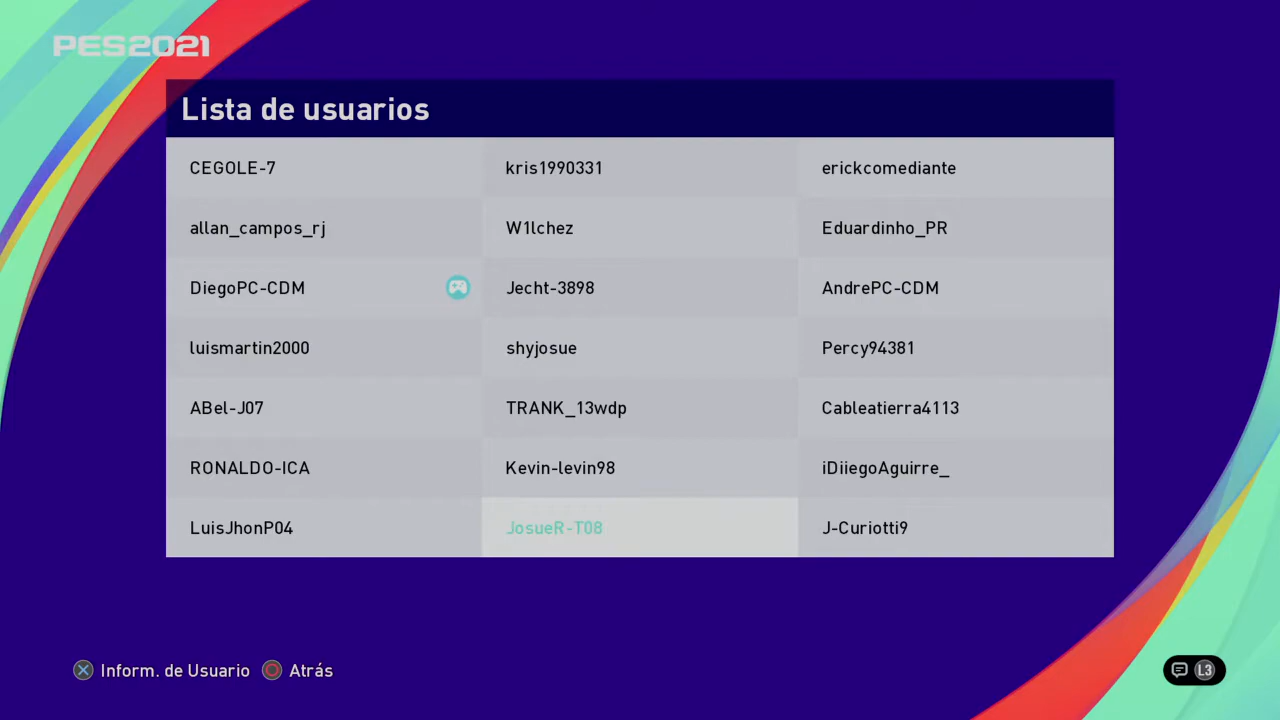 PES2021
Lista de usuarios
CEGOLE-7 kris1990331 erickcomediante
allan_campos_rj W1lchez Eduardinho_PR
DiegoPC-CDM Jecht-3898 AndrePC-CDM
luismartin2000 shyjosue Percy94381
ABel-J07 TRANK_13wdp Cableatierra4113
RONALDO-ICA Kevin-levin98 iDiiegoAguirre_
LuisJhonP04 JosueR-T08 J-Curiotti9
Inform. de Usuario Atrás L3